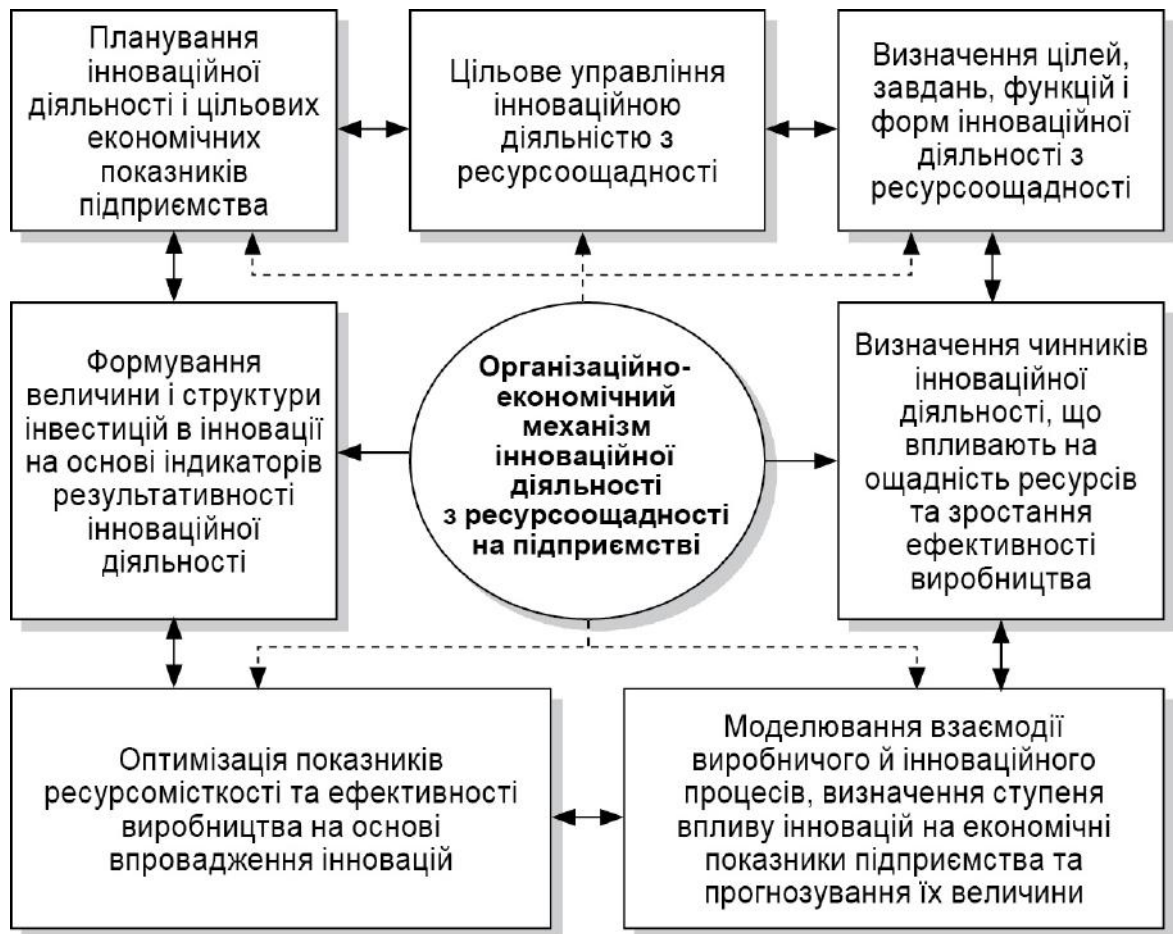 Планування
інноваційної
діяльності і цільових
економічних
показників
підприємства
Цільове управління
інноваційною
діяльністю з
ресурсоощадності
Визначення цілей,
завдань, функцій і
форм інноваційної
діяльності з
ресурсоощадності
Формування
величини і структури
інвестицій в інновації
на основі індикаторів
результативності
інноваційної
діяльності
Організаційно-
економічний
механізм
інноваційної
діяльності
з ресурсоощадності
на підприємстві
Визначення чинників
інноваційної
діяльності, що
впливають на
ощадність ресурсів
та зростання
ефективності
виробництва
Оптимізація показників
ресурсомісткості та ефективності
виробництва на основі
впровадження інновацій
Моделювання взаємодії
виробничого й інноваційного
процесів, визначення ступеня
впливу інновацій на економічні
показники підприємства та
прогнозування їх величини